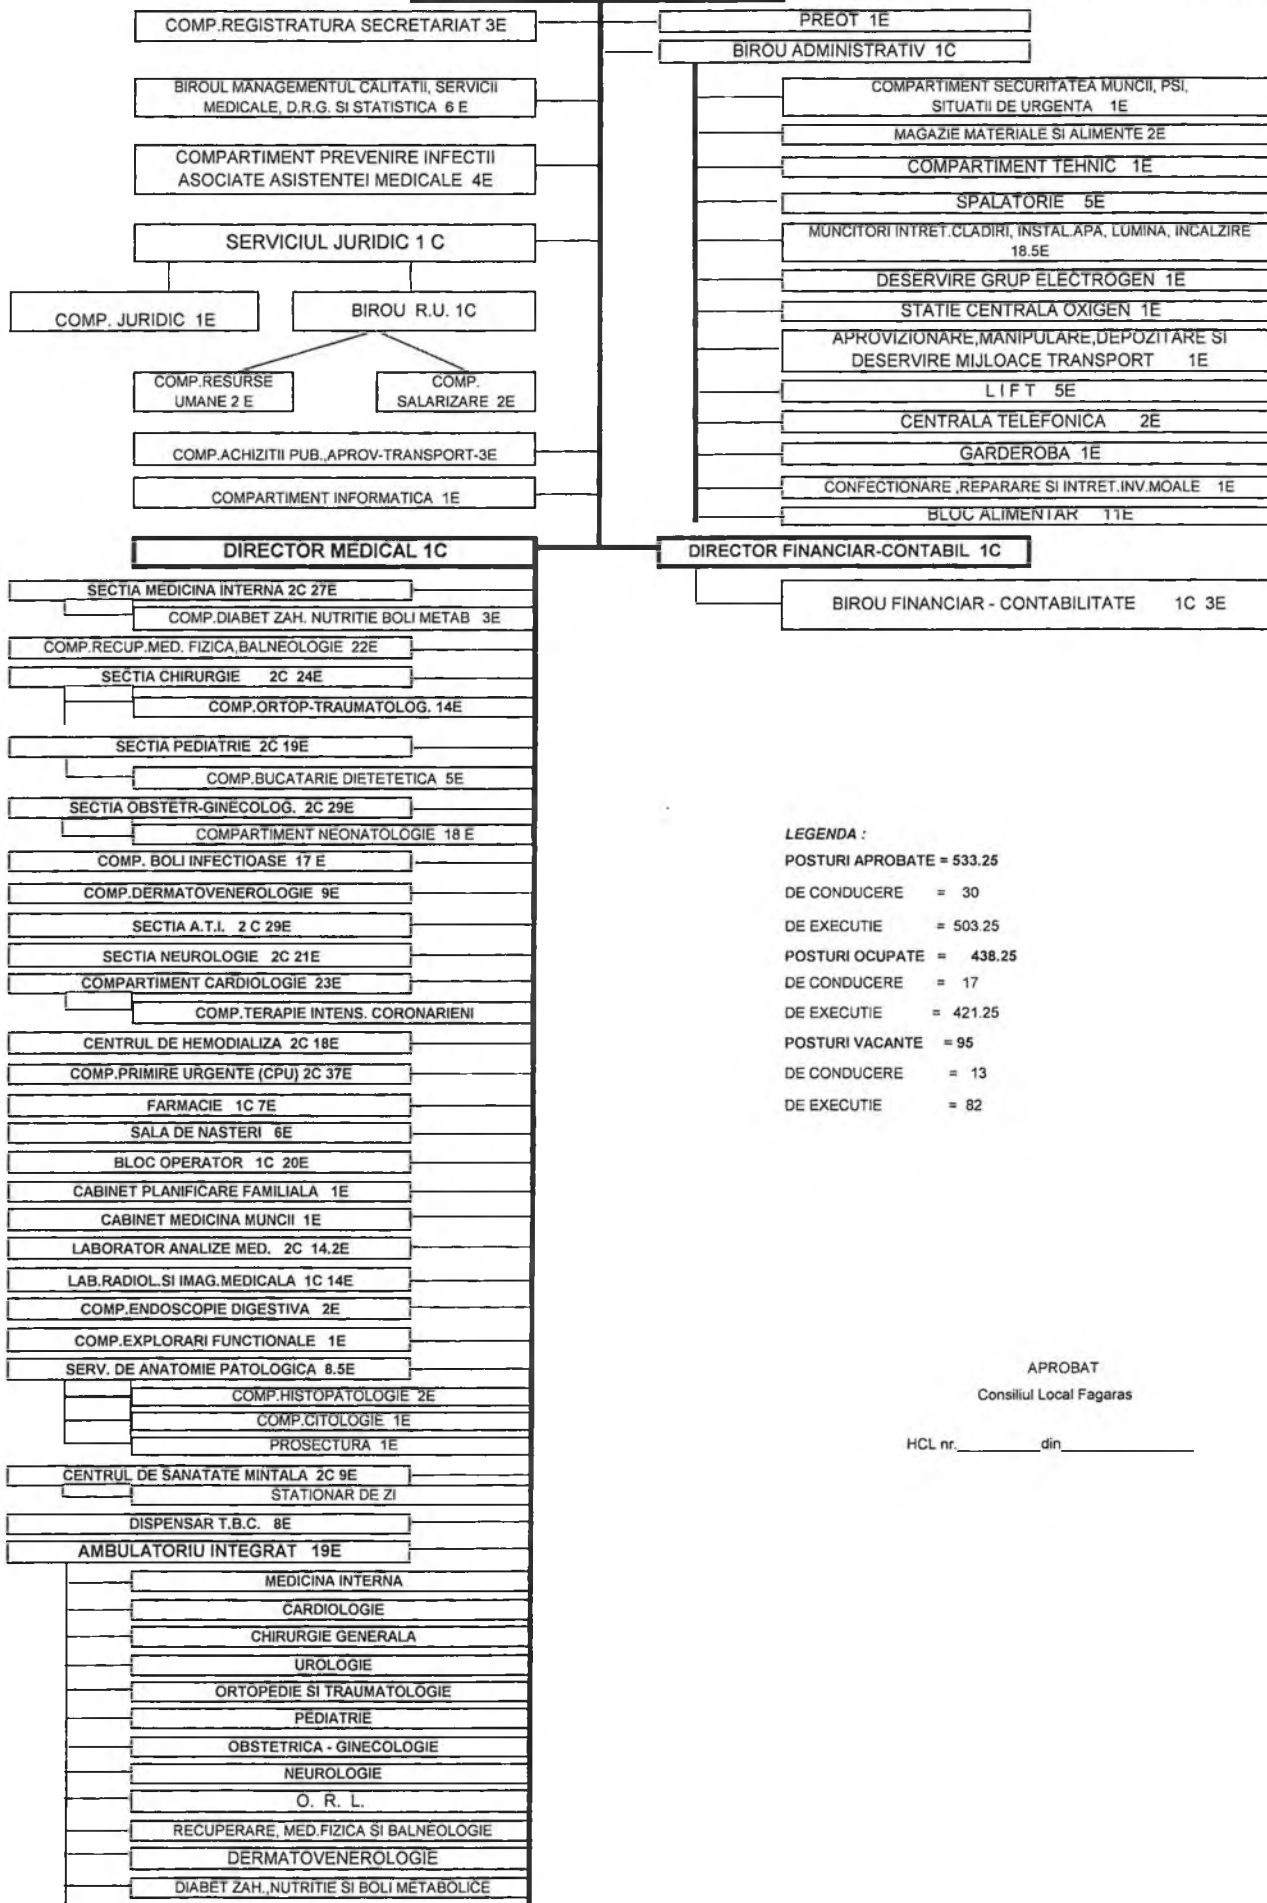 COMP.REGISTRATURA SECRETARIAT 3E
PREOT 1E
BIROU ADMINISTRATIV 1C
BIROUL MANAGEMENTUL CALITATII, SERVICII
MEDICALE, D.R.G. SI STATISTICA 6 E
COMPARTIMENT PREVENIRE INFECTII
ASOCIATE ASISTENTEI MEDICALE 4E
SERVICIUL JURIDIC 1 C
COMP. JURIDIC 1E
BIROU R.U. 1C
COMP.RESURSE
UMANE 2 E
COMP.
SALARIZARE 2E
COMP.ACHIZITII PUB.,APROV-TRANSPORT-3E
COMPARTIMENT INFORMATICA 1E
COMPARTIMENT SECURITATEA MUNCII, PSI,
SITUATII DE URGENTA 1E
MAGAZIE MATERIALE SI ALIMENTE 2E
COMPARTIMENT TEHNIC 1E
SPALATORIE 5E
MUNCITORI INTRET.CLADIRI, INSTAL.APA, LUMINA, INCALZIRE
18.5E
DESERVIRE GRUP ELECTROGEN 1E
STATIE CENTRALA OXIGEN 1E
APROVIZIONARE,MANIPULARE,DEPOZITARE SI
DESERVIRE MIJLOACE TRANSPORT 1E
L I F T 5E
CENTRALA TELEFONICA 2E
GARDEROBA 1E
CONFECTIONARE ,REPARARE SI INTRET.INV.MOALE 1E
BLOC ALIMENTAR 11E
DIRECTOR MEDICAL 1C
DIRECTOR FINANCIAR-CONTABIL 1C
BIROU FINANCIAR - CONTABILITATE 1C 3E
SECTIA MEDICINA INTERNA 2C 27E
COMP.DIABET ZAH. NUTRITIE BOLI METAB 3E
COMP.RECUP.MED. FIZICA,BALNEOLOGIE 22E
SECTIA CHIRURGIE 2C 24E
COMP.ORTOP-TRAUMATOLOG. 14E
SECTIA PEDIATRIE 2C 19E
COMP.BUCATARIE DIETETETICA 5E
SECTIA OBSTETR-GINECOLOG. 2C 29E
COMPARTIMENT NEONATOLOGIE 18 E
COMP. BOLI INFECTIOASE 17 E
COMP.DERMATOVENEROLOGIE 9E
SECTIA A.T.I. 2 C 29E
SECTIA NEUROLOGIE 2C 21E
COMPARTIMENT CARDIOLOGIE 23E
COMP.TERAPIE INTENS. CORONARIENI
CENTRUL DE HEMODIALIZA 2C 18E
COMP.PRIMIRE URGENTE (CPU) 2C 37E
FARMACIE 1C 7E
SALA DE NASTERI 6E
BLOC OPERATOR 1C 20E
CABINET PLANIFICARE FAMILIALA 1E
CABINET MEDICINA MUNCII 1E
LABORATOR ANALIZE MED. 2C 14.2E
LAB.RADIOL.SI IMAG.MEDICALA 1C 14E
COMP.ENDOSCOPIE DIGESTIVA 2E
COMP.EXPLORARI FUNCTIONALE 1E
SERV. DE ANATOMIE PATOLOGICA 8.5E
COMP.HISTOPATOLOGIE 2E
COMP.CITOLOGIE 1E
PROSECTURA 1E
CENTRUL DE SANATATE MINTALA 2C 9E
STATIONAR DE ZI
DISPENSAR T.B.C. 8E
AMBULATORIU INTEGRAT 19E
MEDICINA INTERNA
CARDIOLOGIE
CHIRURGIE GENERALA
UROLOGIE
ORTOPEDIE SI TRAUMATOLOGIE
PEDIATRIE
OBSTETRICA - GINECOLOGIE
NEUROLOGIE
O. R. L.
RECUPERARE, MED.FIZICA SI BALNEOLOGIE
DERMATOVENEROLOGIE
DIABET ZAH.,NUTRITIE SI BOLI METABOLICE
LEGENDA :
POSTURI APROBATE = 533.25
DE CONDUCERE = 30
DE EXECUTIE = 503.25
POSTURI OCUPATE = 438.25
DE CONDUCERE = 17
DE EXECUTIE = 421.25
POSTURI VACANTE = 95
DE CONDUCERE = 13
DE EXECUTIE = 82
APROBAT
Consiliul Local Fagaras
HCL nr.__________din________________